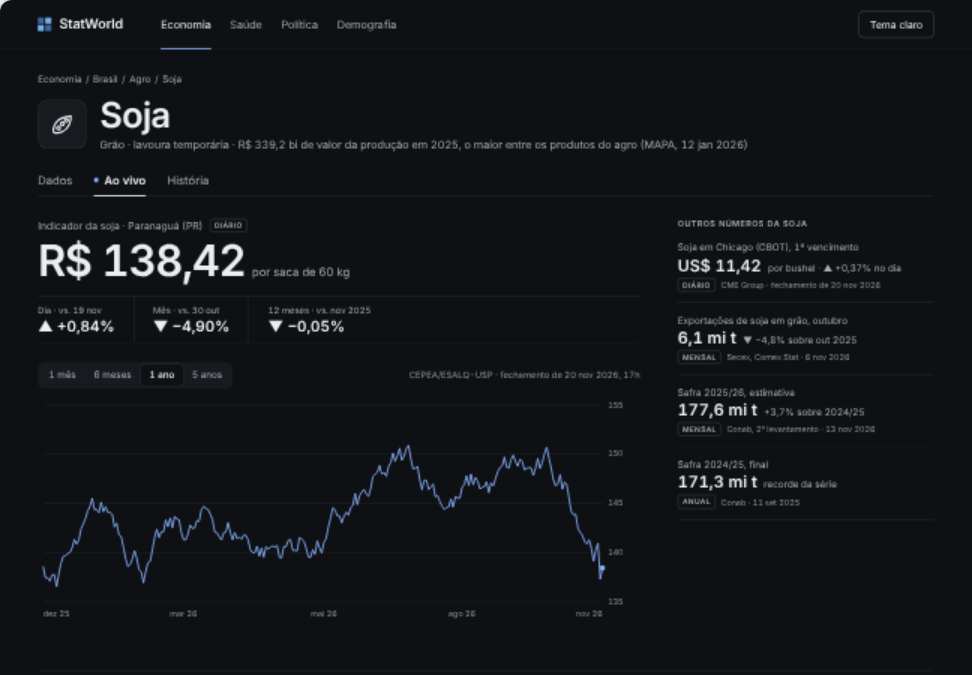 StatWorld
Economia
Saúde
Política
Demografia
Tema claro
Economia / Brasil / Agro / Soja
Soja
Grão · lavoura temporária · R$ 339,2 bi de valor da produção em 2025, o maior entre os produtos do agro (MAPA, 12 jan 2026)
Dados
Ao vivo
História
Indicador da soja · Paranaguá (PR) DIÁRIO
R$ 138,42 por saca de 60 kg
Dia · vs. 19 nov
▲ +0,84%
Mês · vs. 30 out
▼ −4,90%
12 meses · vs. nov 2025
▼ −0,05%
1 mês
6 meses
1 ano
5 anos
CEPEA/ESALQ-USP · fechamento de 20 nov 2026, 17h
155
150
145
140
135
dez 25
mar 26
mai 26
ago 26
nov 26
OUTROS NÚMEROS DA SOJA
Soja em Chicago (CBOT), 1º vencimento
US$ 11,42 por bushel · ▲ +0,37% no dia
DIÁRIO CME Group · fechamento de 20 nov 2026
Exportações de soja em grão, outubro
6,1 mi t ▼ −4,8% sobre out 2025
MENSAL Secex, Comex Stat · 6 nov 2026
Safra 2025/26, estimativa
177,6 mi t +3,7% sobre 2024/25
MENSAL Conab, 2º levantamento · 13 nov 2026
Safra 2024/25, final
171,3 mi t recorde da série
ANUAL Conab · 11 set 2025